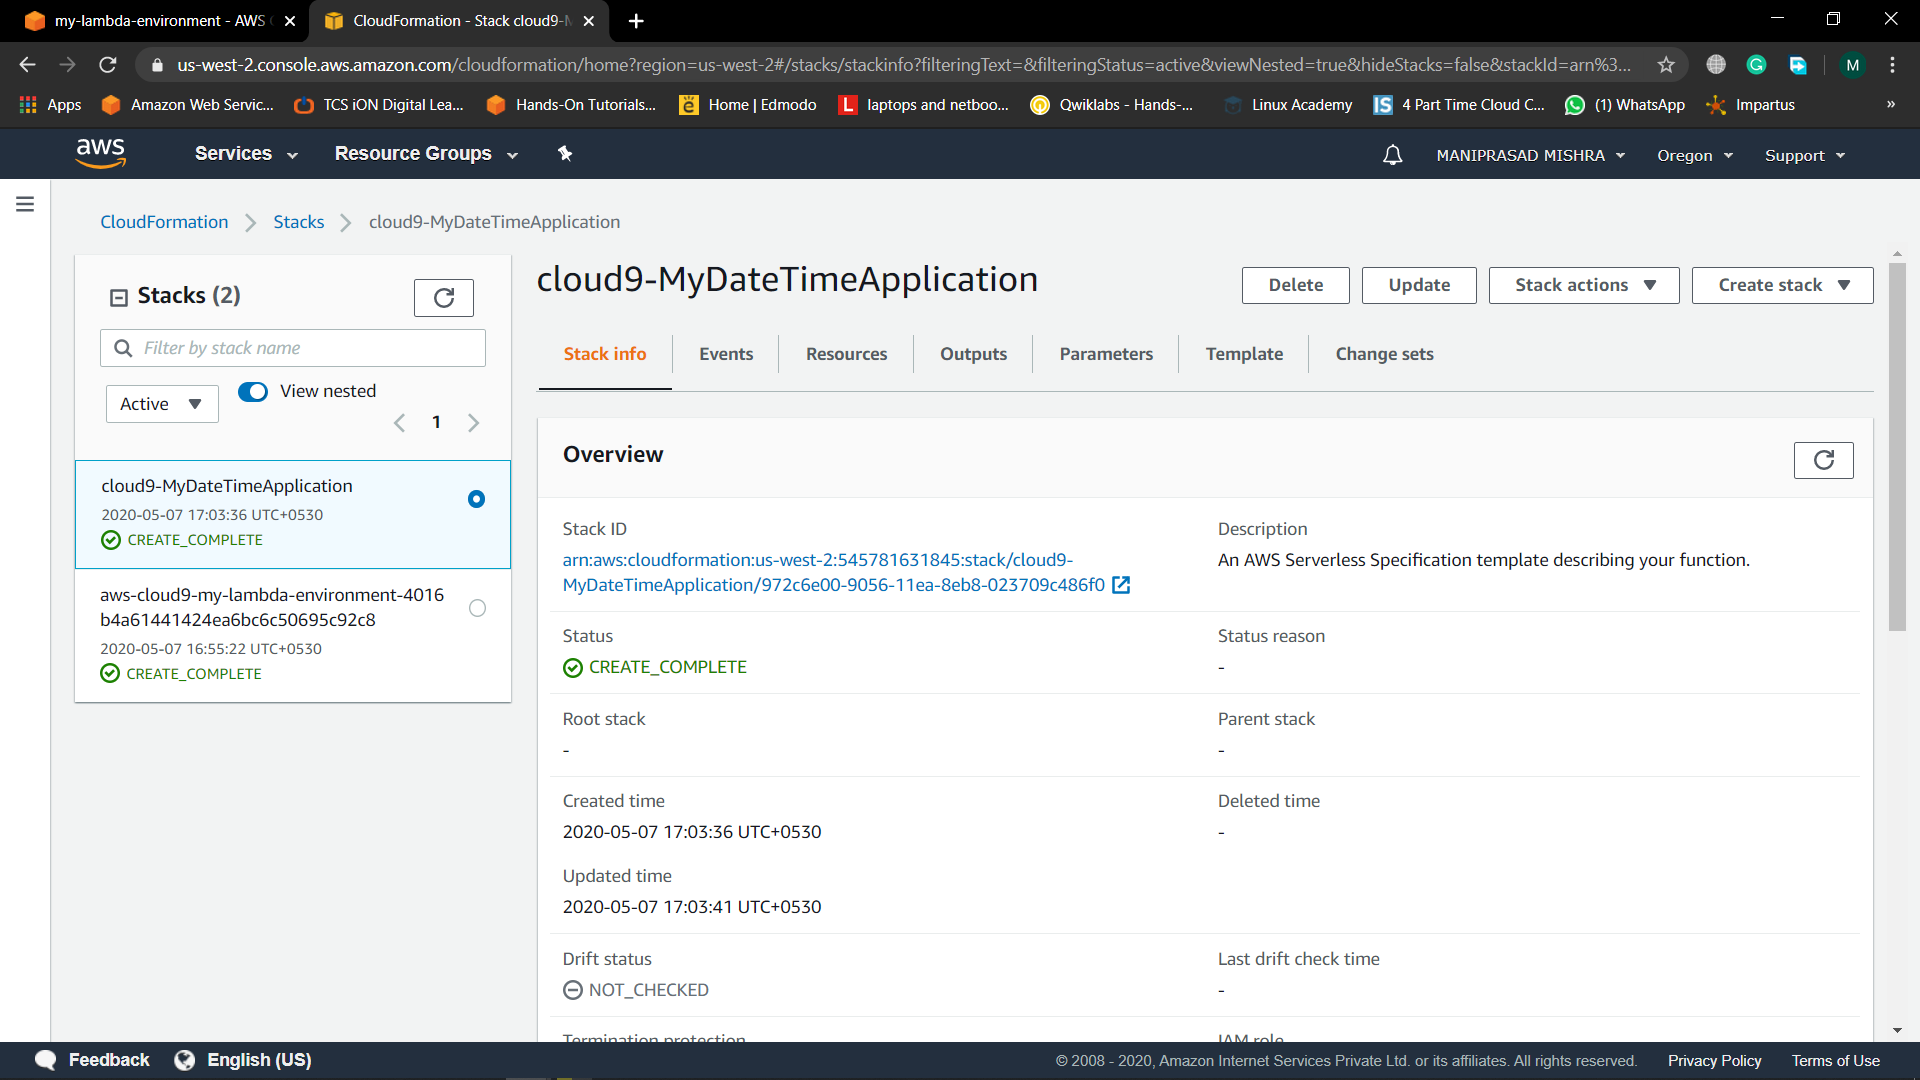 my-lambda-environment - AWS C
CloudFormation - Stack cloud9-M
us-west-2.console.aws.amazon.com/cloudformation/home?region=us-west-2#/stacks/stackinfo?filteringText=&filteringStatus=active&viewNested=true&hideStacks=false&stackId=arn%3...
M
Apps
Amazon Web Servic...
TCS iON Digital Lea...
Hands-On Tutorials...
Home | Edmodo
L
laptops and netboo...
Qwiklabs - Hands-...
Linux Academy
IS
4 Part Time Cloud C...
(1) WhatsApp
Impartus
»
aws
Services
Resource Groups
MANIPRASAD MISHRA
Oregon
Support
CloudFormation
Stacks
cloud9-MyDateTimeApplication
Stacks (2)
Filter by stack name
Active
View nested
1
cloud9-MyDateTimeApplication
2020-05-07 17:03:36 UTC+0530
CREATE_COMPLETE
aws-cloud9-my-lambda-environment-4016
b4a61441424ea6bc6c50695c92c8
2020-05-07 16:55:22 UTC+0530
CREATE_COMPLETE
cloud9-MyDateTimeApplication
Delete
Update
Stack actions
Create stack
Stack info
Events
Resources
Outputs
Parameters
Template
Change sets
Overview
Stack ID
arn:aws:cloudformation:us-west-2:545781631845:stack/cloud9-
MyDateTimeApplication/972c6e00-9056-11ea-8eb8-023709c486f0
Description
An AWS Serverless Specification template describing your function.
Status
CREATE_COMPLETE
Status reason
-
Root stack
-
Parent stack
-
Created time
2020-05-07 17:03:36 UTC+0530
Deleted time
-
Updated time
2020-05-07 17:03:41 UTC+0530
Drift status
NOT_CHECKED
Last drift check time
-
Termination protection
IAM role
Feedback
English (US)
© 2008 - 2020, Amazon Internet Services Private Ltd. or its affiliates. All rights reserved.
Privacy Policy
Terms of Use